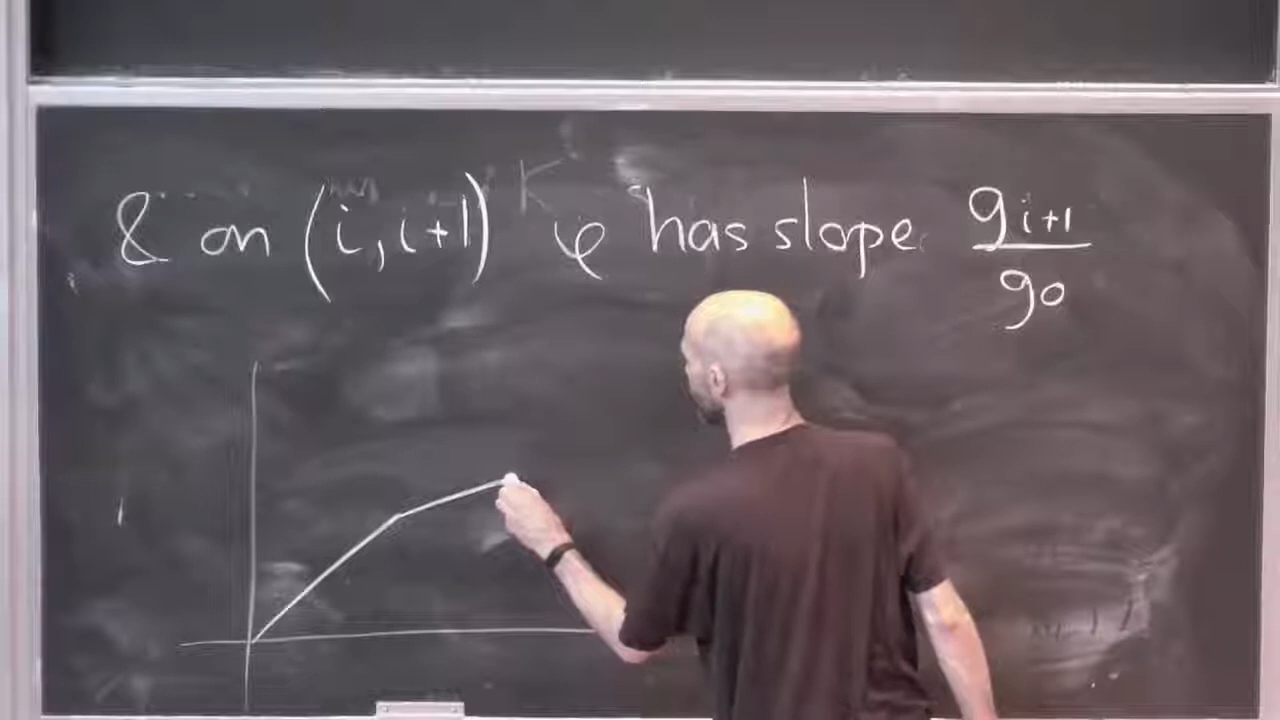 & on (i, i+1) φ has slope g_{i+1}/g_0